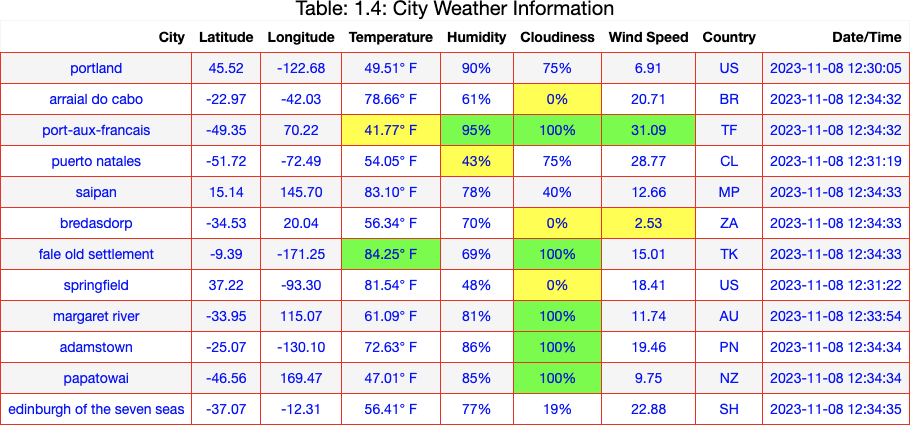 Table: 1.4: City Weather Information
City Latitude Longitude Temperature Humidity Cloudiness Wind Speed Country Date/Time
portland 45.52 -122.68 49.51° F 90% 75% 6.91 US 2023-11-08 12:30:05
arraial do cabo -22.97 -42.03 78.66° F 61% 0% 20.71 BR 2023-11-08 12:34:32
port-aux-francais -49.35 70.22 41.77° F 95% 100% 31.09 TF 2023-11-08 12:34:32
puerto natales -51.72 -72.49 54.05° F 43% 75% 28.77 CL 2023-11-08 12:31:19
saipan 15.14 145.70 83.10° F 78% 40% 12.66 MP 2023-11-08 12:34:33
bredasdorp -34.53 20.04 56.34° F 70% 0% 2.53 ZA 2023-11-08 12:34:33
fale old settlement -9.39 -171.25 84.25° F 69% 100% 15.01 TK 2023-11-08 12:34:33
springfield 37.22 -93.30 81.54° F 48% 0% 18.41 US 2023-11-08 12:31:22
margaret river -33.95 115.07 61.09° F 81% 100% 11.74 AU 2023-11-08 12:33:54
adamstown -25.07 -130.10 72.63° F 86% 100% 19.46 PN 2023-11-08 12:34:34
papatowai -46.56 169.47 47.01° F 85% 100% 9.75 NZ 2023-11-08 12:34:34
edinburgh of the seven seas -37.07 -12.31 56.41° F 77% 19% 22.88 SH 2023-11-08 12:34:35